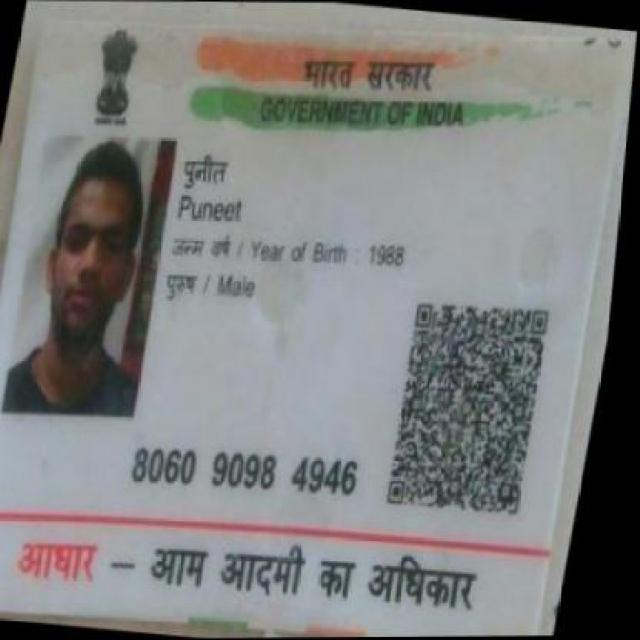 भारत सरकार
GOVERNMENT OF INDIA
पुनीत
Puneet
जन्म वर्ष / Year of Birth : 1988
पुरुष / Male
8060 9098 4946
आधार – आम आदमी का अधिकार